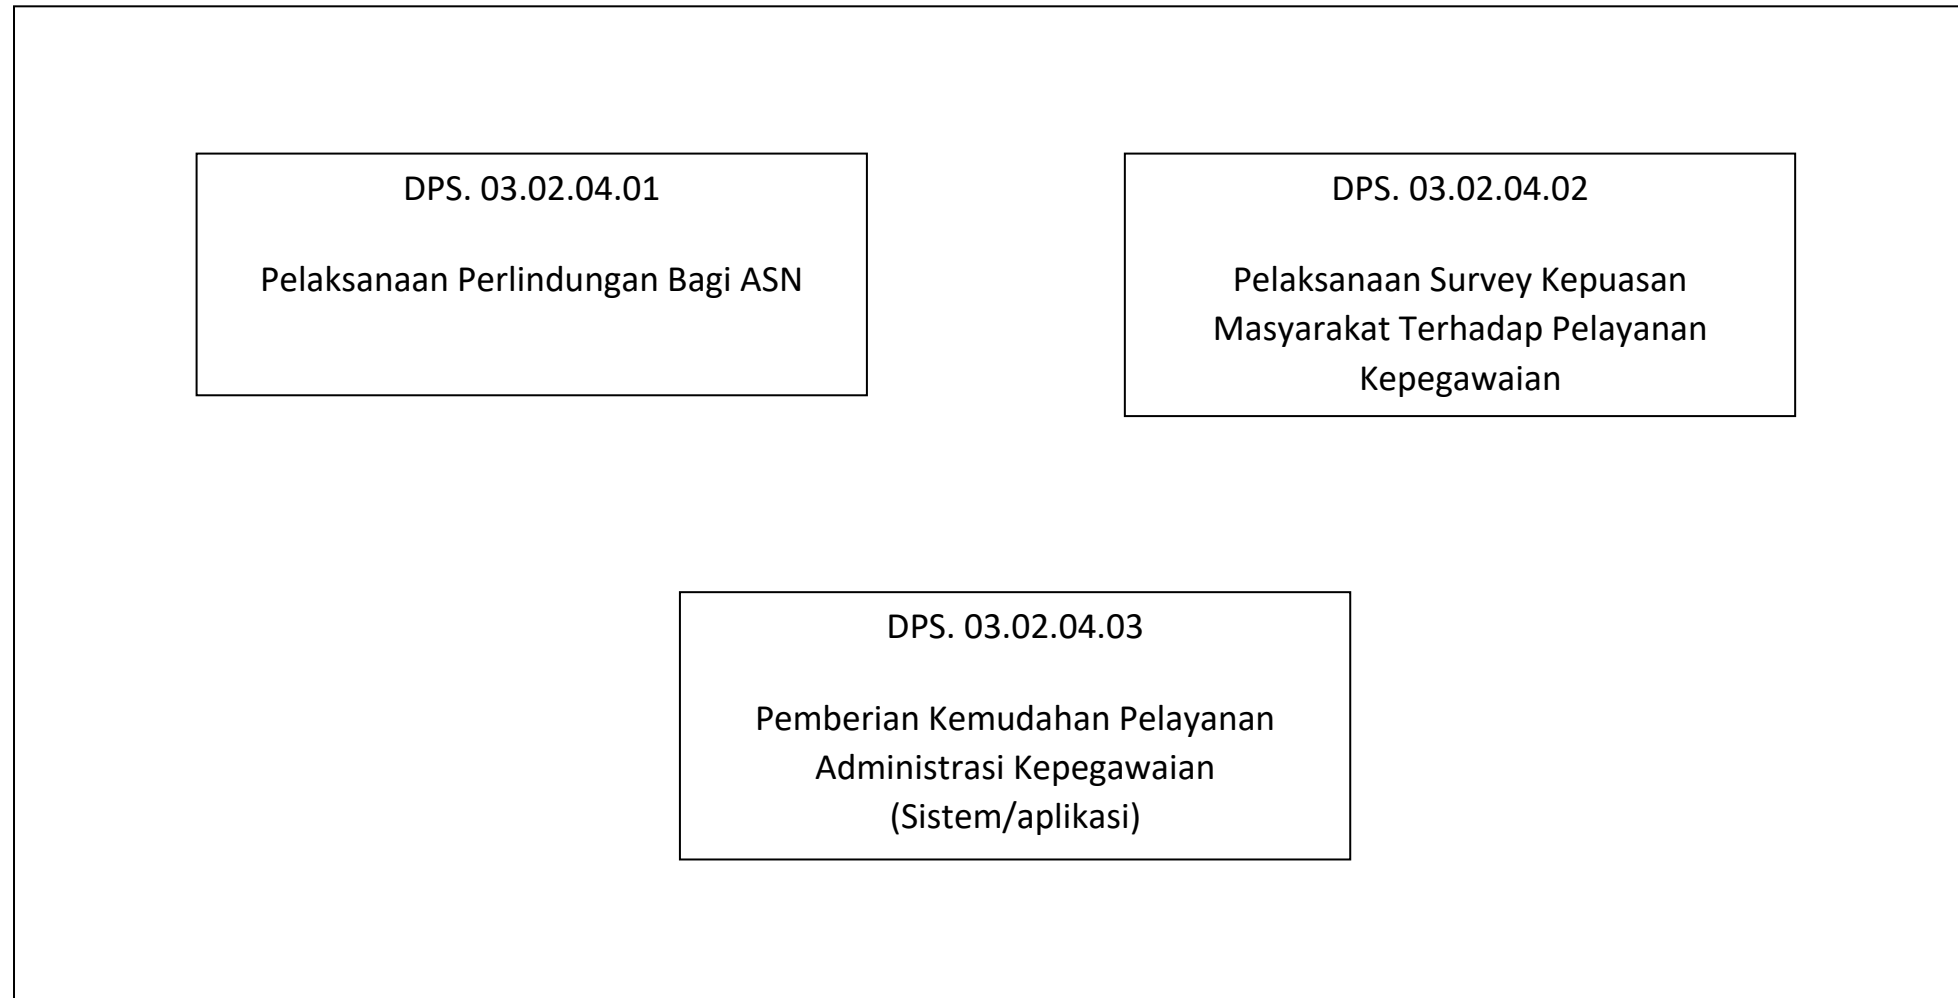 DPS. 03.02.04.01
Pelaksanaan Perlindungan Bagi ASN
DPS. 03.02.04.02
Pelaksanaan Survey Kepuasan
Masyarakat Terhadap Pelayanan
Kepegawaian
DPS. 03.02.04.03
Pemberian Kemudahan Pelayanan
Administrasi Kepegawaian
(Sistem/aplikasi)